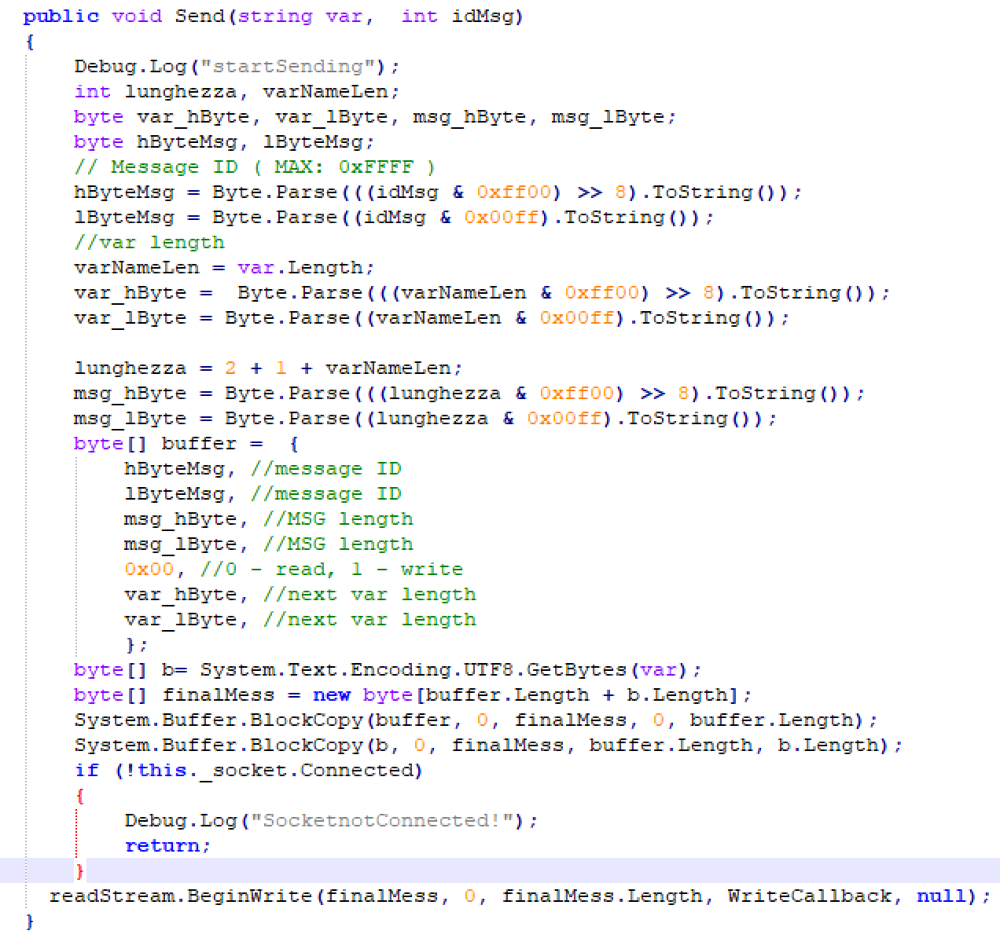 public void Send(string var,  int idMsg)
{
Debug.Log("startSending");
int lunghezza, varNameLen;
byte var_hByte, var_lByte, msg_hByte, msg_lByte;
byte hByteMsg, lByteMsg;
// Message ID ( MAX: 0xFFFF )
hByteMsg = Byte.Parse(((idMsg & 0xff00) >> 8).ToString());
lByteMsg = Byte.Parse((idMsg & 0x00ff).ToString());
//var length
varNameLen = var.Length;
var_hByte =  Byte.Parse(((varNameLen & 0xff00) >> 8).ToString());
var_lByte = Byte.Parse((varNameLen & 0x00ff).ToString());
lunghezza = 2 + 1 + varNameLen;
msg_hByte = Byte.Parse(((lunghezza & 0xff00) >> 8).ToString());
msg_lByte = Byte.Parse((lunghezza & 0x00ff).ToString());
byte[] buffer =  {
hByteMsg, //message ID
lByteMsg, //message ID
msg_hByte, //MSG length
msg_lByte, //MSG length
0x00, //0 - read, 1 - write
var_hByte, //next var length
var_lByte, //next var length
};
byte[] b= System.Text.Encoding.UTF8.GetBytes(var);
byte[] finalMess = new byte[buffer.Length + b.Length];
System.Buffer.BlockCopy(buffer, 0, finalMess, 0, buffer.Length);
System.Buffer.BlockCopy(b, 0, finalMess, buffer.Length, b.Length);
if (!this._socket.Connected)
{
Debug.Log("SocketnotConnected!");
return;
}
readStream.BeginWrite(finalMess, 0, finalMess.Length, WriteCallback, null);
}